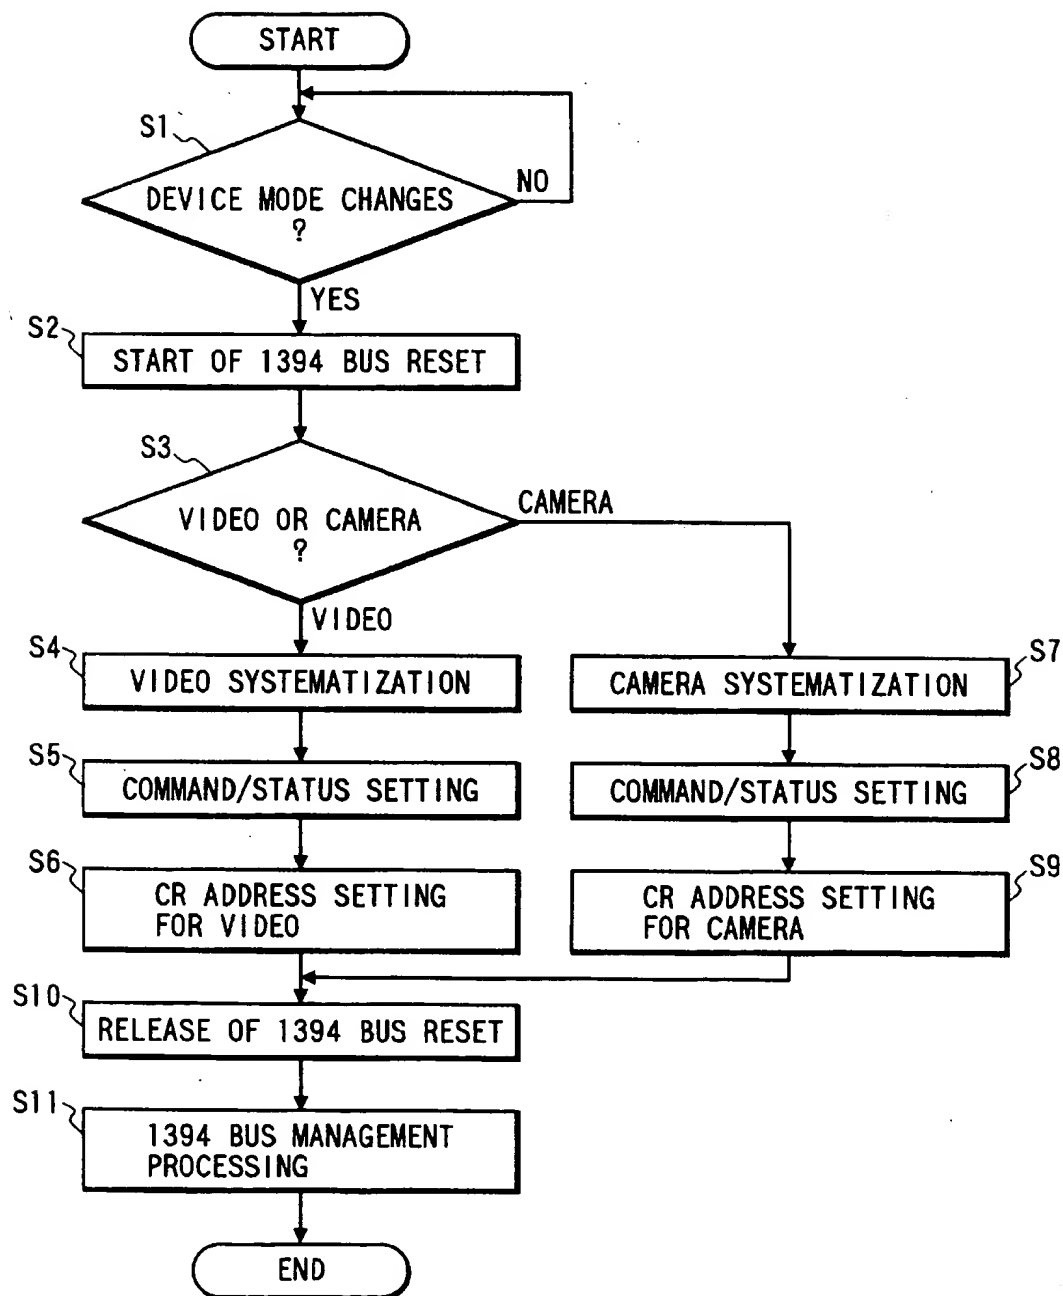 START
S1
DEVICE MODE CHANGES
?
NO
YES
S2
START OF 1394 BUS RESET
S3
VIDEO OR CAMERA
?
CAMERA
VIDEO
S4
VIDEO SYSTEMATIZATION
S7
CAMERA SYSTEMATIZATION
S5
COMMAND/STATUS SETTING
S8
COMMAND/STATUS SETTING
S6
CR ADDRESS SETTING
FOR VIDEO
S9
CR ADDRESS SETTING
FOR CAMERA
S10
RELEASE OF 1394 BUS RESET
S11
1394 BUS MANAGEMENT
PROCESSING
END